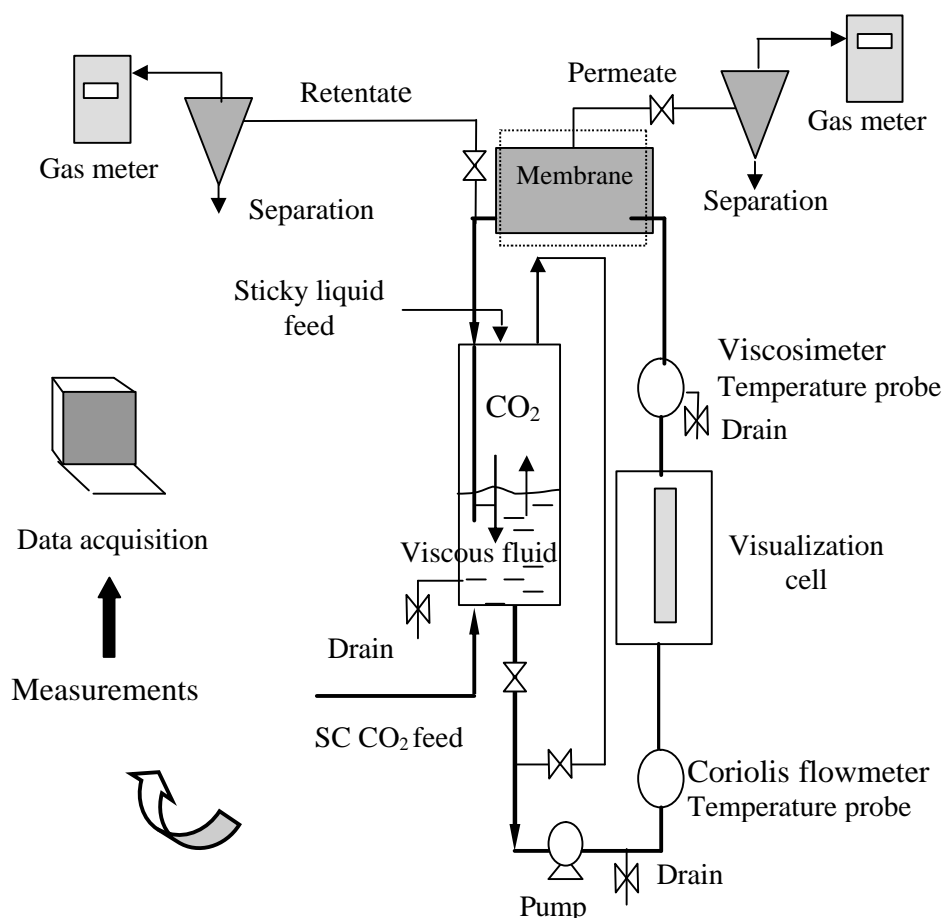 Permeate
Retentate
Gas meter
Gas meter
Membrane
Separation
Separation
Sticky liquid
feed
Viscosimeter
Temperature probe
CO₂
Drain
Data acquisition
Viscous fluid
Visualization
cell
Drain
Measurements
SC CO₂ feed
Coriolis flowmeter
Temperature probe
Drain
Pump